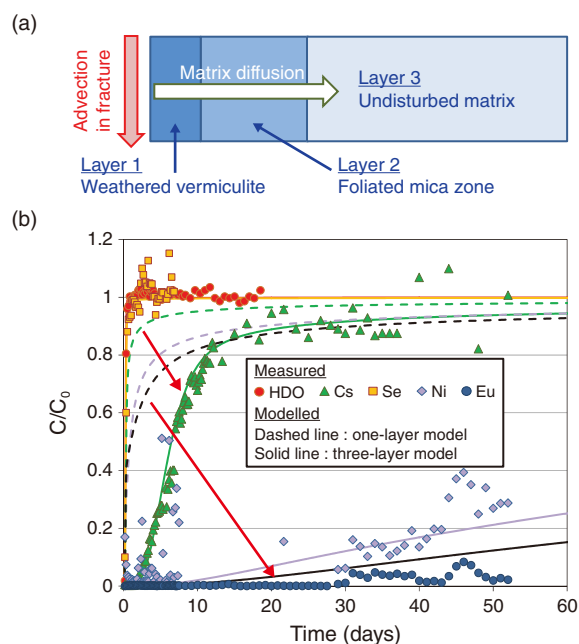 (a)
Advection
in fracture
Matrix diffusion
Layer 3
Undisturbed matrix
Layer 1
Weathered vermiculite
Layer 2
Foliated mica zone
(b)
1.2
1
0.8
0.6
0.4
0.2
0
C/C0
Measured
HDO Cs Se Ni Eu
Modelled
Dashed line : one-layer model
Solid line : three-layer model
0 10 20 30 40 50 60
Time (days)